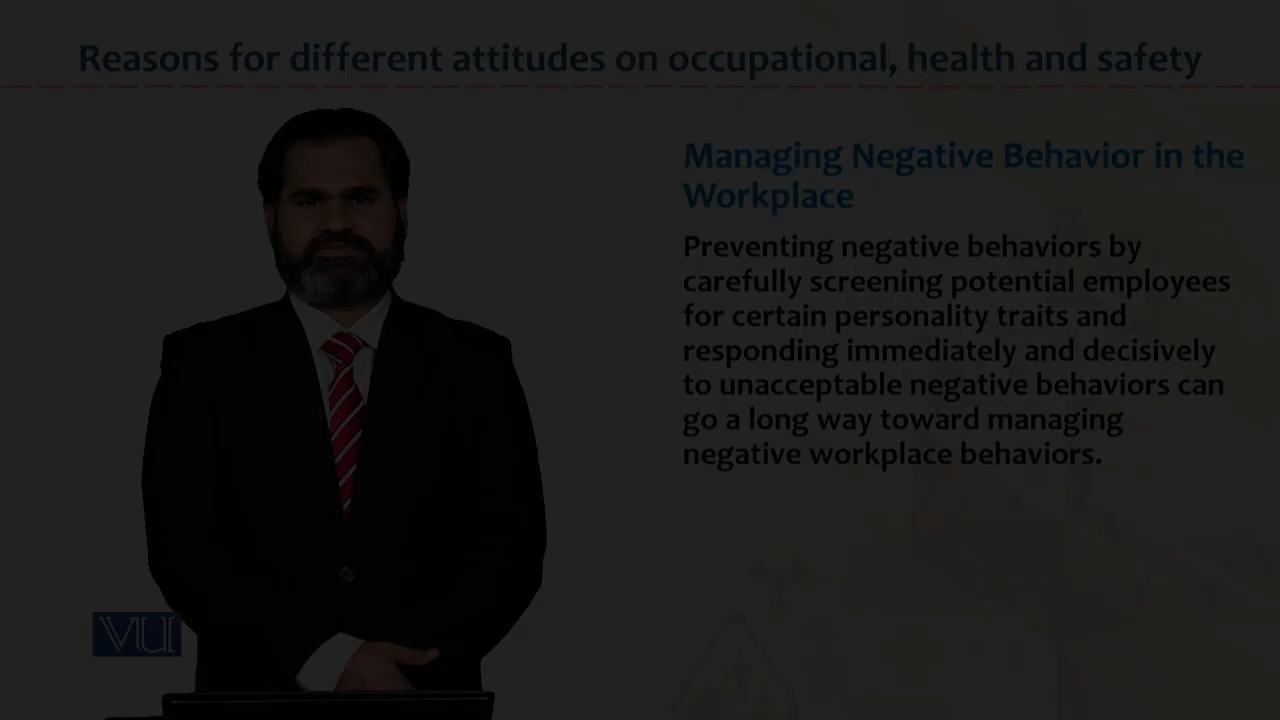 Reasons for different attitudes on occupational, health and safety
Managing Negative Behavior in the
Workplace
Preventing negative behaviors by
carefully screening potential employees
for certain personality traits and
responding immediately and decisively
to unacceptable negative behaviors can
go a long way toward managing
negative workplace behaviors.
VU